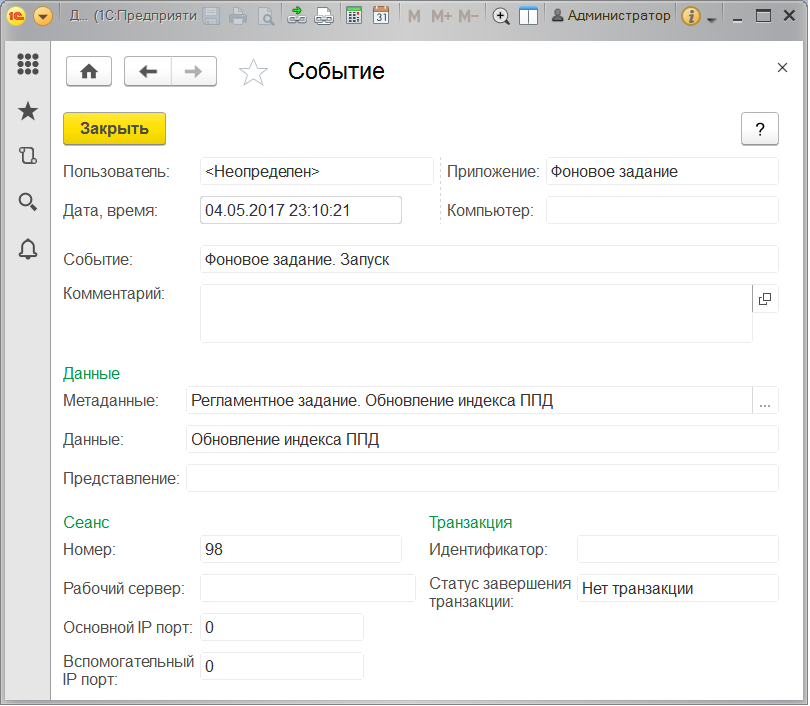 Д... (1С:Предприяти
31
M M+ M−
Администратор
Событие
Закрыть
?
Пользователь: <Неопределен> Приложение: Фоновое задание
Дата, время: 04.05.2017 23:10:21 Компьютер:
Событие: Фоновое задание. Запуск
Комментарий:
Данные
Метаданные: Регламентное задание. Обновление индекса ППД ...
Данные: Обновление индекса ППД
Представление:
Сеанс Транзакция
Номер: 98 Идентификатор:
Рабочий сервер: Статус завершения
транзакции: Нет транзакции
Основной IP порт: 0
Вспомогательный
IP порт: 0